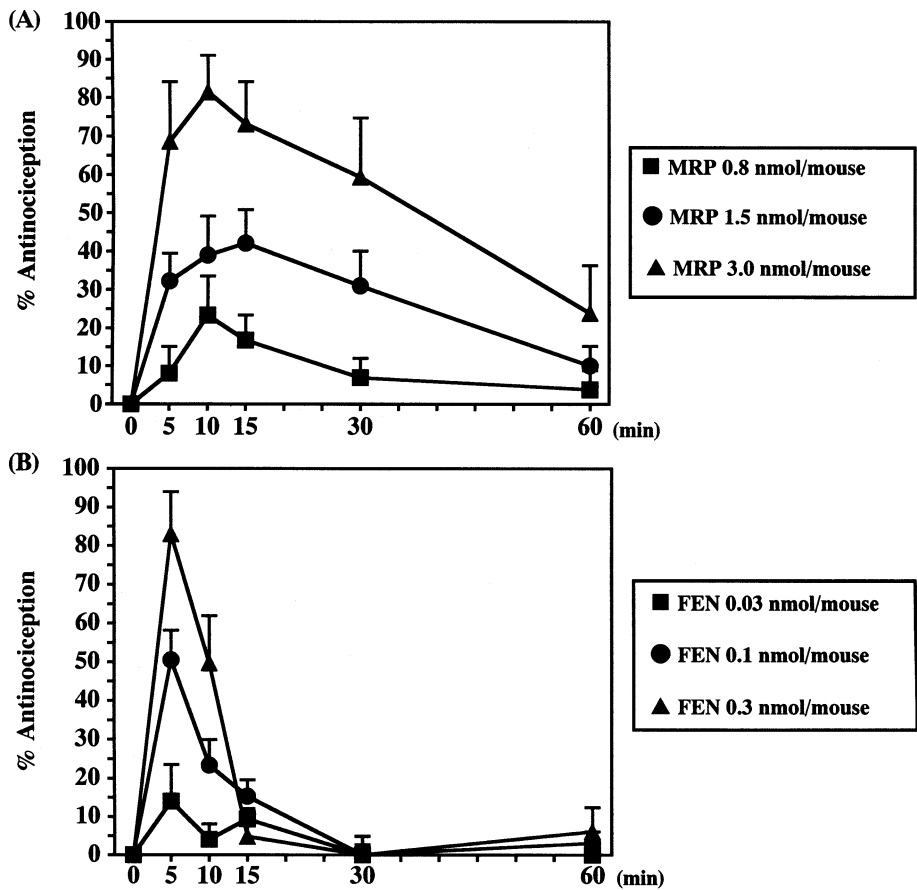 (A)
% Antinociception
100
90
80
70
60
50
40
30
20
10
0
0 5 10 15 30 60 (min)
MRP 0.8 nmol/mouse
MRP 1.5 nmol/mouse
MRP 3.0 nmol/mouse
(B)
% Antinociception
100
90
80
70
60
50
40
30
20
10
0
0 5 10 15 30 60 (min)
FEN 0.03 nmol/mouse
FEN 0.1 nmol/mouse
FEN 0.3 nmol/mouse